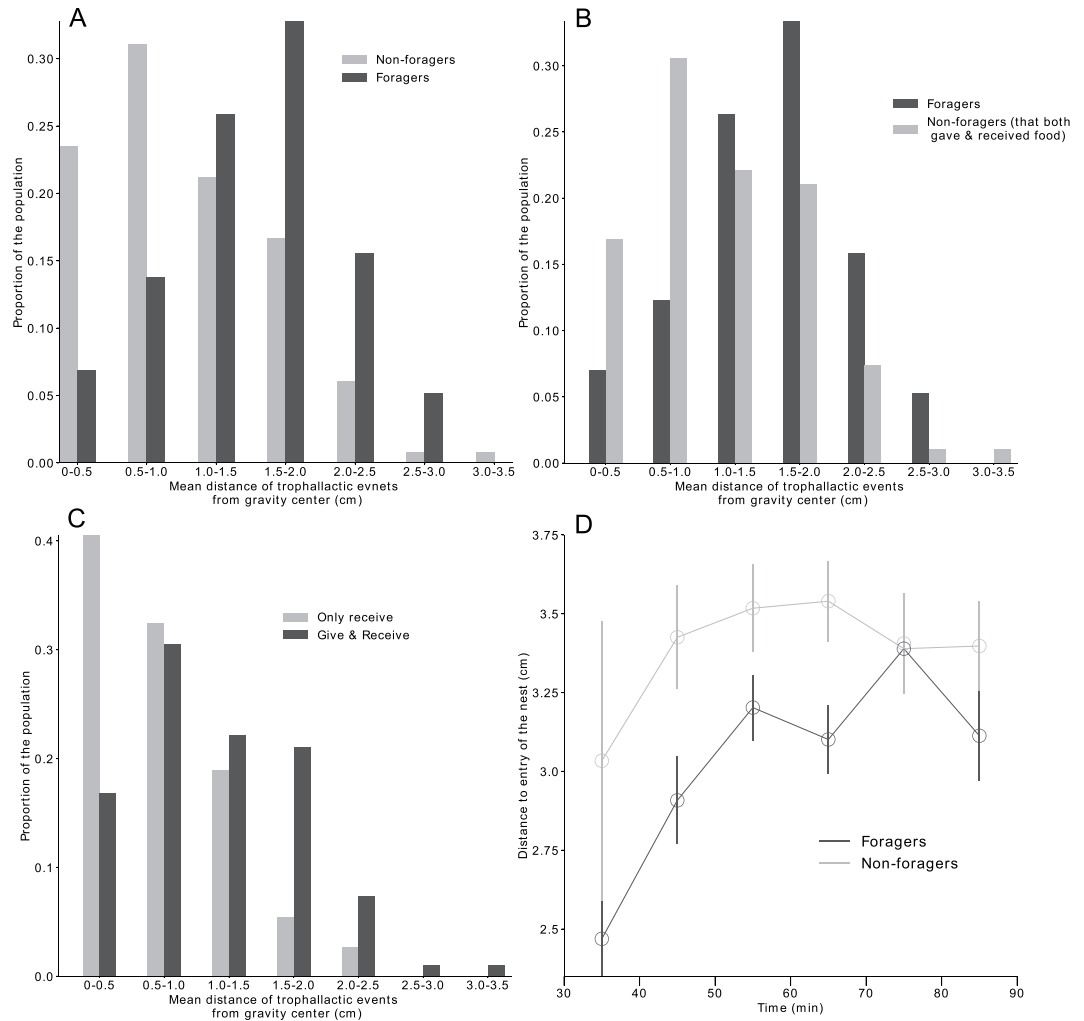 A
0.30
0.25
0.20
0.15
0.10
0.05
0.00
Proportion of the population
Non-foragers
Foragers
0-0.5 0.5-1.0 1.0-1.5 1.5-2.0 2.0-2.5 2.5-3.0 3.0-3.5
Mean distance of trophallactic evnets
from gravity center (cm)
B
0.30
0.25
0.20
0.15
0.10
0.05
0.00
Proportion of the population
Foragers
Non-foragers (that both
gave & received food)
0-0.5 0.5-1.0 1.0-1.5 1.5-2.0 2.0-2.5 2.5-3.0 3.0-3.5
Mean distance of trophallactic events
from gravity center (cm)
C
0.4
0.3
0.2
0.1
0.0
Proportion of the population
Only receive
Give & Receive
0-0.5 0.5-1.0 1.0-1.5 1.5-2.0 2.0-2.5 2.5-3.0 3.0-3.5
Mean distance of trophallactic events
from gravity center (cm)
D
3.75
3.5
3.25
3.0
2.75
2.5
Distance to entry of the nest (cm)
Foragers
Non-foragers
30 40 50 60 70 80 90
Time (min)